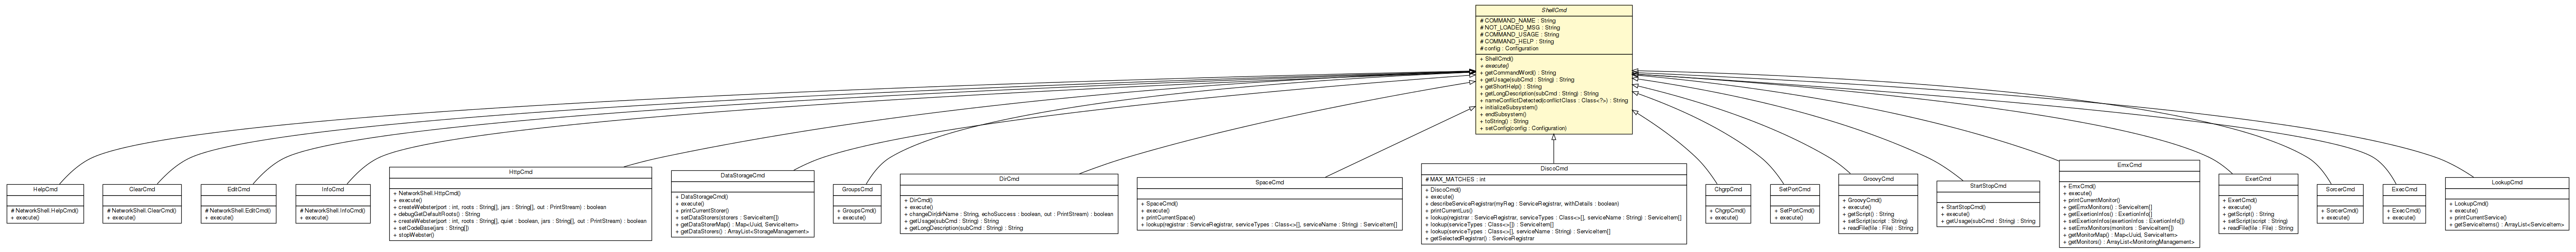 ShellCmd
# COMMAND_NAME : String
# NOT_LOADED_MSG : String
# COMMAND_USAGE : String
# COMMAND_HELP : String
# config : Configuration
+ ShellCmd()
+ execute()
+ getCommandWord() : String
+ getUsage(subCmd : String) : String
+ getShortHelp() : String
+ getLongDescription(subCmd : String) : String
+ nameConflictDetected(conflictClass : Class<?>) : String
+ initializeSubsystem()
+ endSubsystem()
+ toString() : String
+ setConfig(config : Configuration)
HelpCmd
# NetworkShell.HelpCmd()
+ execute()
ClearCmd
# NetworkShell.ClearCmd()
+ execute()
EditCmd
# NetworkShell.EditCmd()
+ execute()
InfoCmd
# NetworkShell.InfoCmd()
+ execute()
HttpCmd
+ NetworkShell.HttpCmd()
+ execute()
+ createWebster(port : int, roots : String[], jars : String[], out : PrintStream) : boolean
+ debugGetDefaultRoots() : String
+ createWebster(port : int, roots : String[], quiet : boolean, jars : String[], out : PrintStream) : boolean
+ setCodeBase(jars : String[])
+ stopWebster()
DataStorageCmd
+ DataStorageCmd()
+ execute()
+ printCurrentStorer()
+ setDataStorers(storers : ServiceItem[])
+ getDataStorerMap() : Map<Uuid, ServiceItem>
+ getDataStorers() : ArrayList<StorageManagement>
GroupsCmd
+ GroupsCmd()
+ execute()
DirCmd
+ DirCmd()
+ execute()
+ changeDir(dirName : String, echoSuccess : boolean, out : PrintStream) : boolean
+ getUsage(subCmd : String) : String
+ getLongDescription(subCmd : String) : String
SpaceCmd
+ SpaceCmd()
+ execute()
+ printCurrentSpace()
+ lookup(registrar : ServiceRegistrar, serviceTypes : Class<>[], serviceName : String) : ServiceItem[]
DiscoCmd
# MAX_MATCHES : int
+ DiscoCmd()
+ execute()
+ describeServiceRegistrar(myReg : ServiceRegistrar, withDetails : boolean)
+ printCurrentLus()
+ lookup(registrar : ServiceRegistrar, serviceTypes : Class<>[], serviceName : String) : ServiceItem[]
+ lookup(serviceTypes : Class<>[]) : ServiceItem[]
+ lookup(serviceTypes : Class<>[], serviceName : String) : ServiceItem[]
+ getSelectedRegistrar() : ServiceRegistrar
ChgrpCmd
+ ChgrpCmd()
+ execute()
SetPortCmd
+ SetPortCmd()
+ execute()
GroovyCmd
+ GroovyCmd()
+ execute()
+ getScript() : String
+ setScript(script : String)
+ readFile(file : File) : String
StartStopCmd
+ StartStopCmd()
+ execute()
+ getUsage(subCmd : String) : String
EmxCmd
+ EmxCmd()
+ execute()
+ printCurrentMonitor()
+ getEmxMonitors() : ServiceItem[]
+ getExertionInfos() : ExertionInfo[]
+ setExertionInfos(exertionInfos : ExertionInfo[])
+ setEmxMonitors(monitors : ServiceItem[])
+ getMonitorMap() : Map<Uuid, ServiceItem>
+ getMonitors() : ArrayList<MonitoringManagement>
ExertCmd
+ ExertCmd()
+ execute()
+ getScript() : String
+ setScript(script : String)
+ readFile(file : File) : String
SorcerCmd
+ SorcerCmd()
+ execute()
ExecCmd
+ ExecCmd()
+ execute()
LookupCmd
+ LookupCmd()
+ execute()
+ printCurrentService()
+ getServiceItems() : ArrayList<ServiceItem>